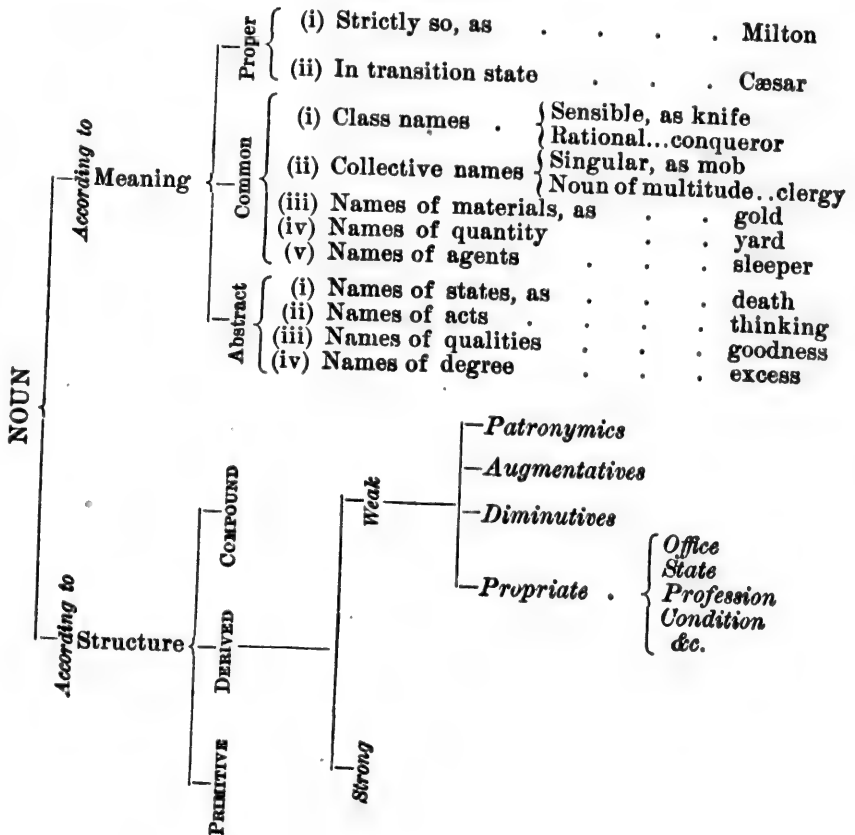 NOUN
According to
Meaning
Proper
(i) Strictly so, as . . . . Milton
(ii) In transition state . . . Cæsar
Common
(i) Class names . Sensible, as knife
Rational...conqueror
(ii) Collective names Singular, as mob
Noun of multitude..clergy
(iii) Names of materials, as . . gold
(iv) Names of quantity . . yard
(v) Names of agents . . . sleeper
Abstract
(i) Names of states, as . . . death
(ii) Names of acts . . . . thinking
(iii) Names of qualities . . . goodness
(iv) Names of degree . . . excess
According to
Structure
COMPOUND
DERIVED
PRIMITIVE
Weak
Patronymics
Augmentatives
Diminutives
Propriate .
Office
State
Profession
Condition
&c.
Strong